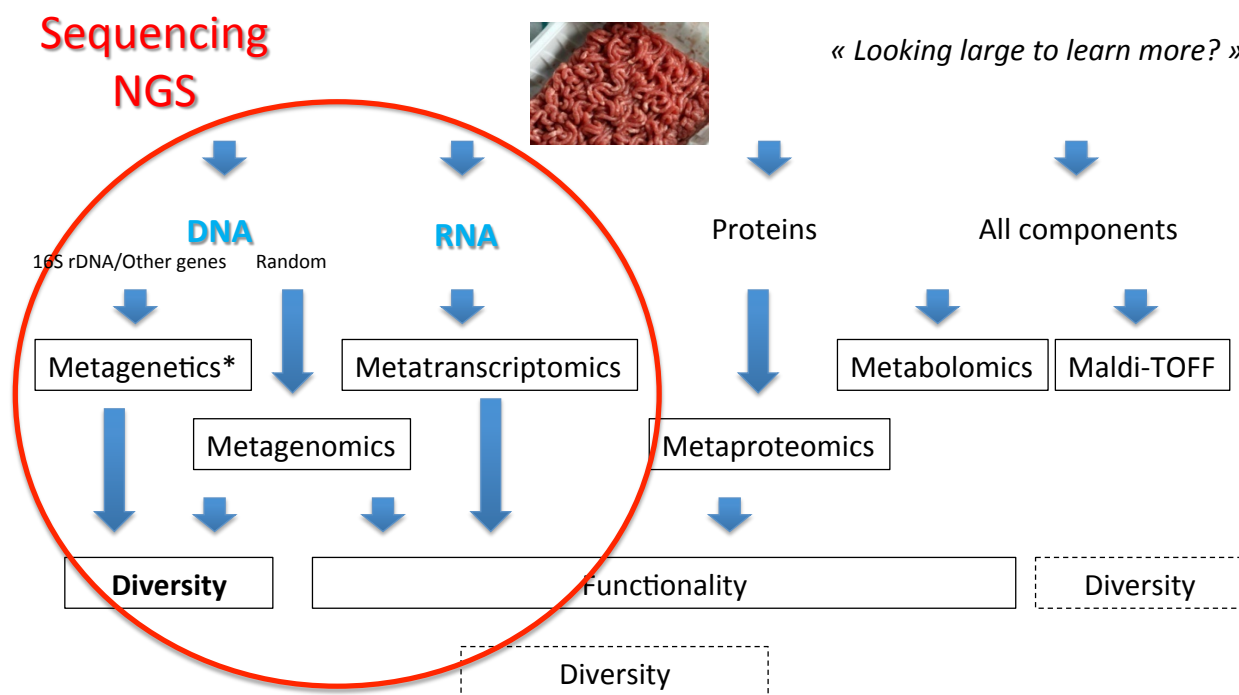 Sequencing
NGS
« Looking large to learn more? »
DNA
RNA
Proteins
All components
16S rDNA/Other genes
Random
Metagenetics*
Metatranscriptomics
Metabolomics
Maldi-TOFF
Metagenomics
Metaproteomics
Diversity
Functionality
Diversity
Diversity